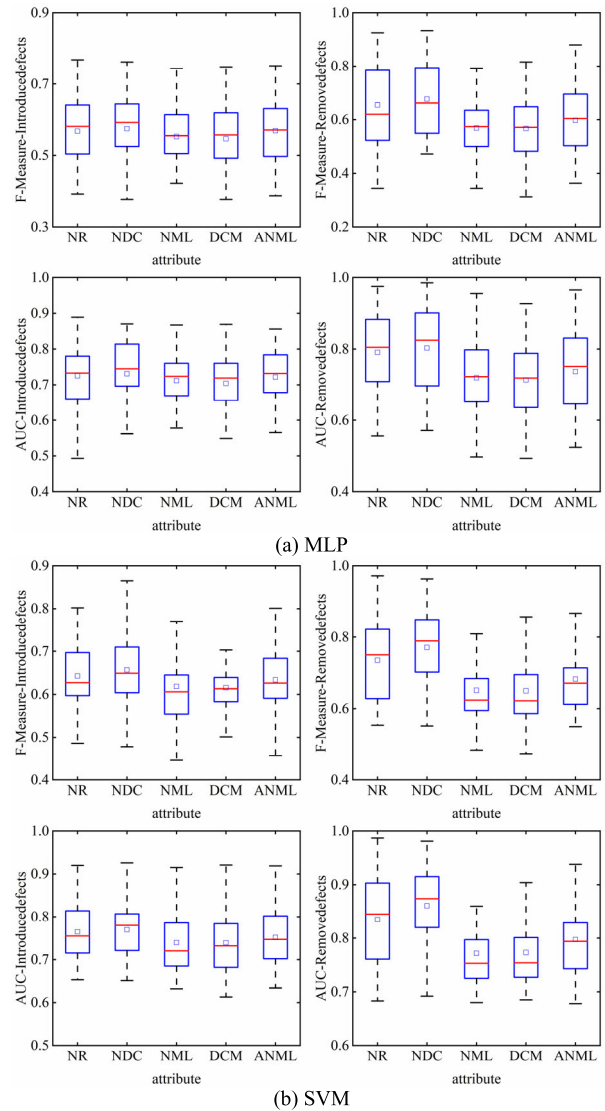 F-Measure-Introducedefects
0.9
0.7
0.5
0.3
NR NDC NML DCM ANML
attribute
F-Measure-Removedefects
1.0
0.8
0.6
0.4
0.2
NR NDC NML DCM ANML
attribute
AUC-Introducedefects
1.0
0.9
0.8
0.7
0.6
0.5
0.4
NR NDC NML DCM ANML
attribute
AUC-Removedefects
1.0
0.9
0.8
0.7
0.6
0.5
0.4
NR NDC NML DCM ANML
attribute
(a) MLP
F-Measure-Introducedefects
0.9
0.8
0.7
0.6
0.5
0.4
NR NDC NML DCM ANML
attribute
F-Measure-Removedefects
1.0
0.8
0.6
0.4
NR NDC NML DCM ANML
attribute
AUC-Introducedefects
1.0
0.9
0.8
0.7
0.6
0.5
NR NDC NML DCM ANML
attribute
AUC-Removedefects
1.0
0.9
0.8
0.7
0.6
NR NDC NML DCM ANML
attribute
(b) SVM